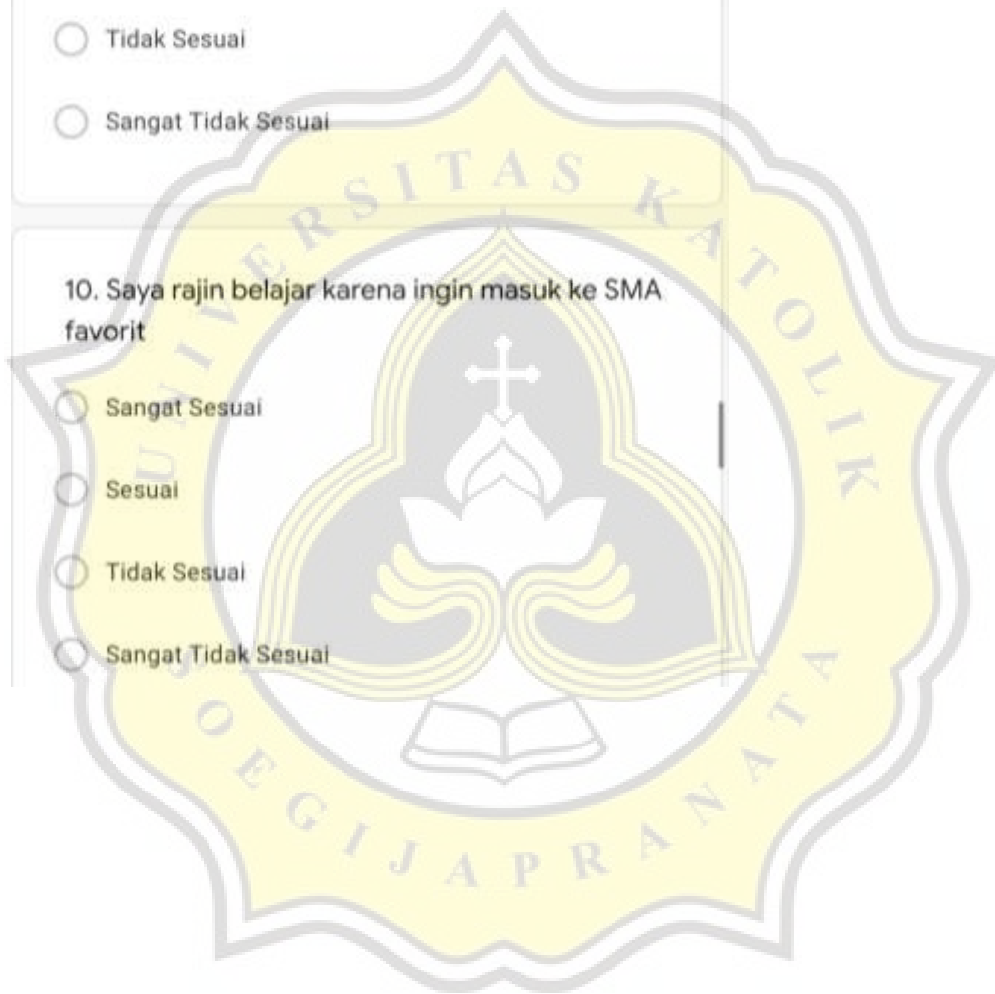 Tidak Sesuai
Sangat Tidak Sesuai
10. Saya rajin belajar karena ingin masuk ke SMA
favorit
Sangat Sesuai
Sesuai
Tidak Sesuai
Sangat Tidak Sesuai
UNIVERSITAS KATOLIK
SOEGIJAPRANATA